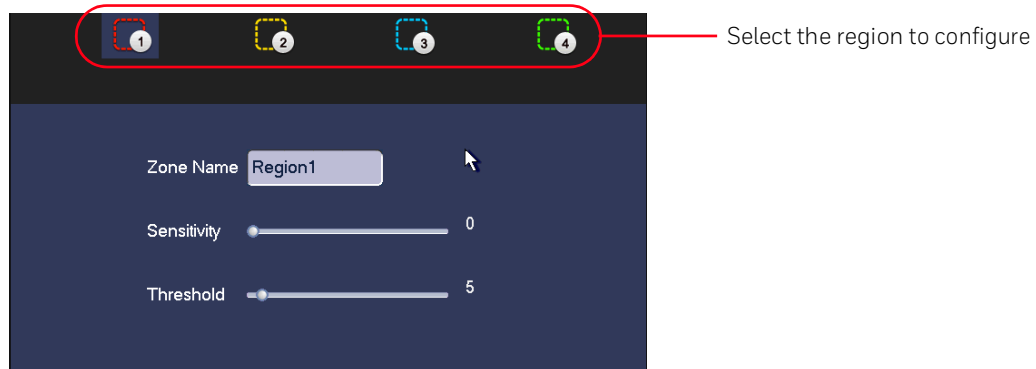 1 2 3 4
Select the region to configure
Zone Name Region1
Sensitivity 0
Threshold 5